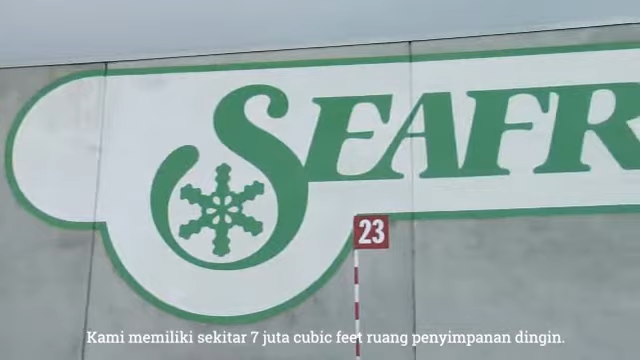 SEAFR
23
Kami memiliki sekitar 7 juta cubic feet ruang penyimpanan dingin.